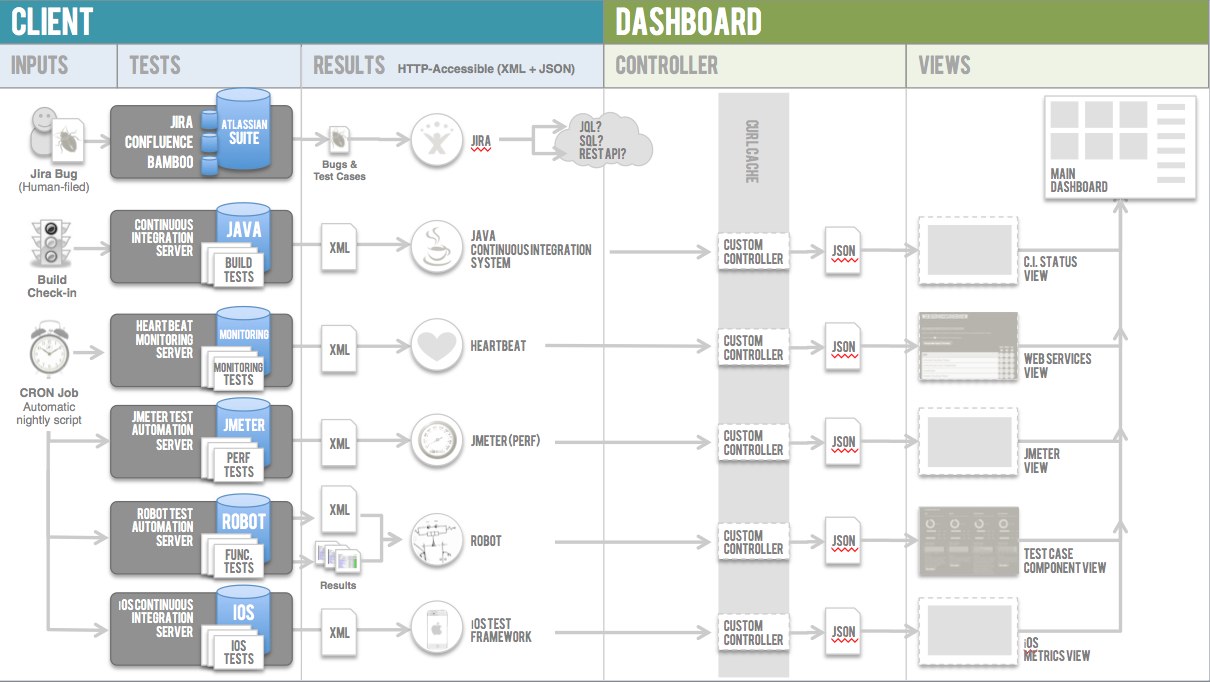 CLIENT
DASHBOARD
INPUTS
TESTS
RESULTS HTTP-Accessible (XML + JSON)
CONTROLLER
VIEWS
Jira Bug
(Human-filed)
JIRA
CONFLUENCE
BAMBOO
ATLASSIAN
SUITE
Bugs &
Test Cases
JIRA
JQL?
SQL?
REST API?
CURL CACHE
MAIN
DASHBOARD
Build
Check-in
CONTINUOUS
INTEGRATION
SERVER
JAVA
BUILD
TESTS
XML
JAVA
CONTINUOUS INTEGRATION
SYSTEM
CUSTOM
CONTROLLER
JSON
C.I. STATUS
VIEW
CRON Job
Automatic
nightly script
HEARTBEAT
MONITORING
SERVER
MONITORING
MONITORING
TESTS
XML
HEARTBEAT
CUSTOM
CONTROLLER
JSON
WEB SERVICES
VIEW
JMETER TEST
AUTOMATION
SERVER
JMETER
PERF
TESTS
XML
JMETER (PERF)
CUSTOM
CONTROLLER
JSON
JMETER
VIEW
ROBOT TEST
AUTOMATION
SERVER
ROBOT
FUNC.
TESTS
XML
Results
ROBOT
CUSTOM
CONTROLLER
JSON
TEST CASE
COMPONENT VIEW
iOS CONTINUOUS
INTEGRATION
SERVER
IOS
IOS
TESTS
XML
iOS TEST
FRAMEWORK
CUSTOM
CONTROLLER
JSON
iOS
METRICS VIEW